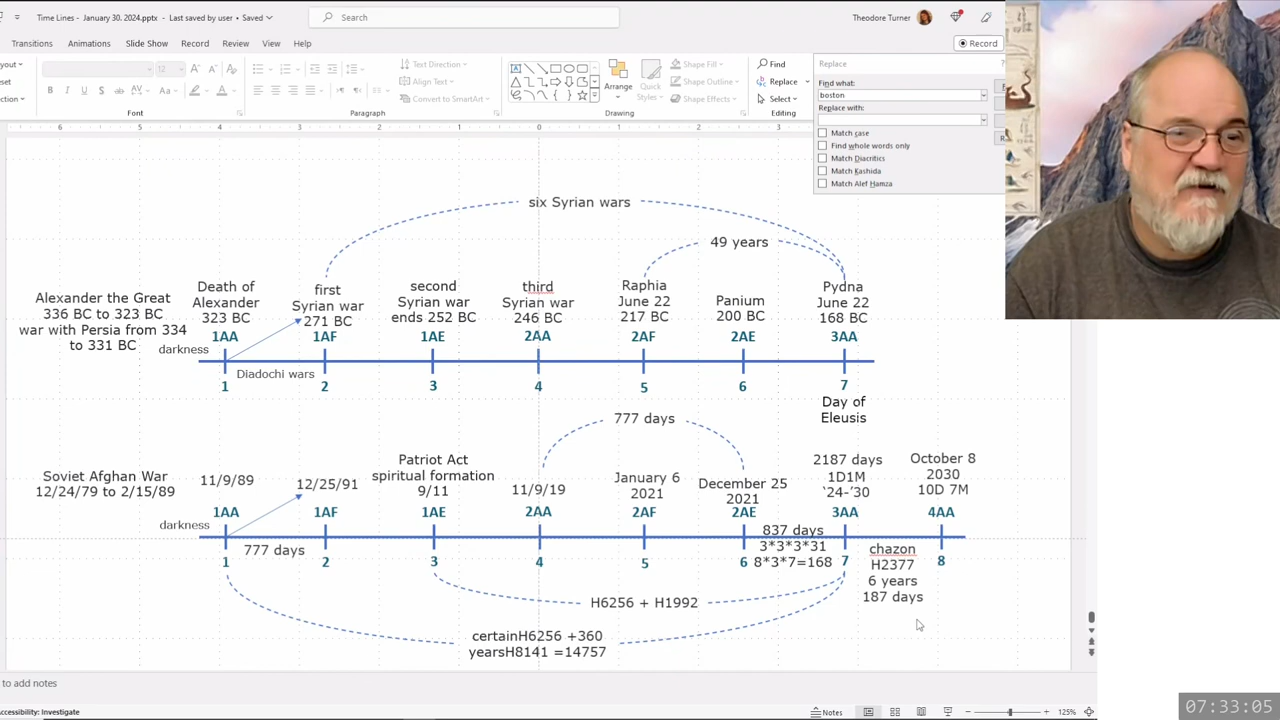 Time Lines - January 30. 2024.pptx • Last saved by user • Saved
Search
Theodore Turner
Transitions
Animations
Slide Show
Record
Review
View
Help
Record
12
Text Direction
Align Text
Convert to SmartArt
Arrange
Quick
Styles
Shape Fill
Shape Outline
Shape Effects
Find
Replace
Select
Font
Paragraph
Drawing
Editing
Replace
Find what:
boston
Replace with:
Match case
Find whole words only
Match Diacritics
Match Kashida
Match Alef Hamza
6 5 4 3 2 1 0 1 2 3
six Syrian wars
49 years
Alexander the Great
336 BC to 323 BC
war with Persia from 334
to 331 BC
Death of
Alexander
323 BC
1AA
first
Syrian war
271 BC
1AF
second
Syrian war
ends 252 BC
1AE
third
Syrian war
246 BC
2AA
Raphia
June 22
217 BC
2AF
Panium
200 BC
2AE
Pydna
June 22
168 BC
3AA
darkness
Diadochi wars
1 2 3 4 5 6 7
Day of
Eleusis
777 days
Soviet Afghan War
12/24/79 to 2/15/89
11/9/89
1AA
12/25/91
1AF
Patriot Act
spiritual formation
9/11
1AE
11/9/19
2AA
January 6
2021
2AF
December 25
2021
2AE
2187 days
1D1M
‘24-’30
3AA
October 8
2030
10D 7M
4AA
darkness
777 days
837 days
3*3*3*31
8*3*7=168
1 2 3 4 5 6 7 8
chazon
H2377
6 years
187 days
H6256 + H1992
certainH6256 +360
yearsH8141 =14757
to add notes
Accessibility: Investigate
Notes
125%
07:33:05